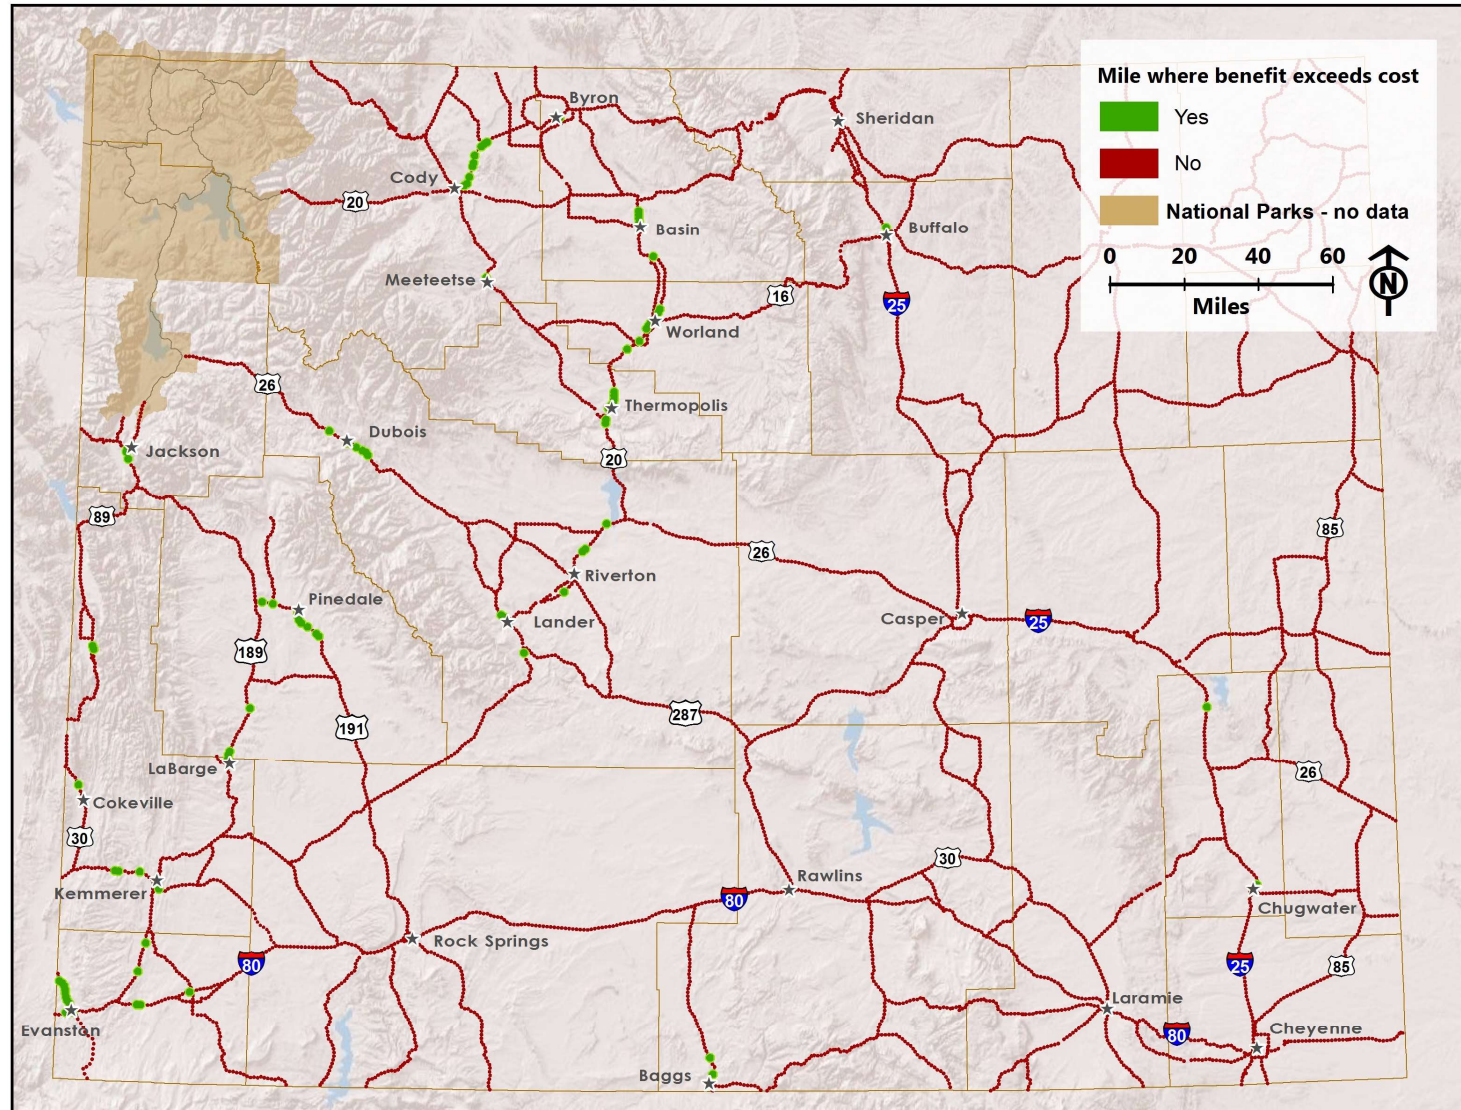 Mile where benefit exceeds cost
Yes
No
National Parks - no data
0 20 40 60
Miles
N
Byron
Sheridan
Cody
20
Basin
Buffalo
Meeteetse
16
25
Worland
26
Thermopolis
Dubois
Jackson
20
89
85
26
Riverton
Pinedale
Lander
Casper
25
189
287
191
LaBarge
26
Cokeville
30
30
Kemmerer
Rawlins
80
Chugwater
Rock Springs
80
25
85
Laramie
Evanston
80
Cheyenne
Baggs